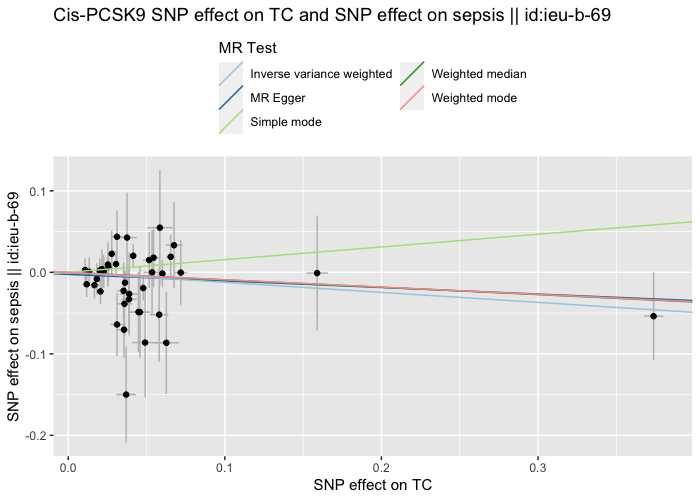 Cis-PCSK9 SNP effect on TC and SNP effect on sepsis || id:ieu-b-69
MR Test
Inverse variance weighted
Weighted median
MR Egger
Weighted mode
Simple mode
SNP effect on sepsis || id:ieu-b-69
0.1
0.0
-0.1
-0.2
0.0
0.1
0.2
0.3
SNP effect on TC